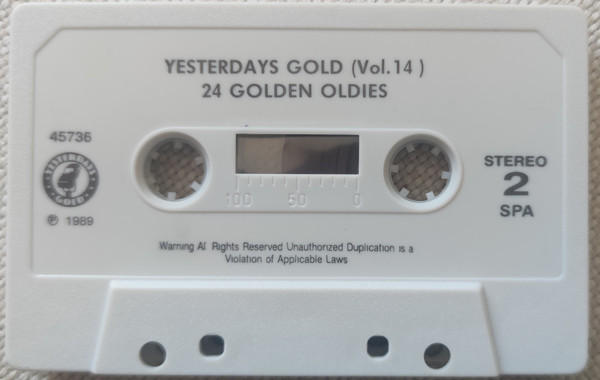 YESTERDAYS GOLD (Vol.14 )
24 GOLDEN OLDIES
45736
YESTERDAYS
GOLD
℗ 1989
STEREO
2
SPA
100 50 0
Warning All Rights Reserved Unauthorized Duplication is a
Violation of Applicable Laws